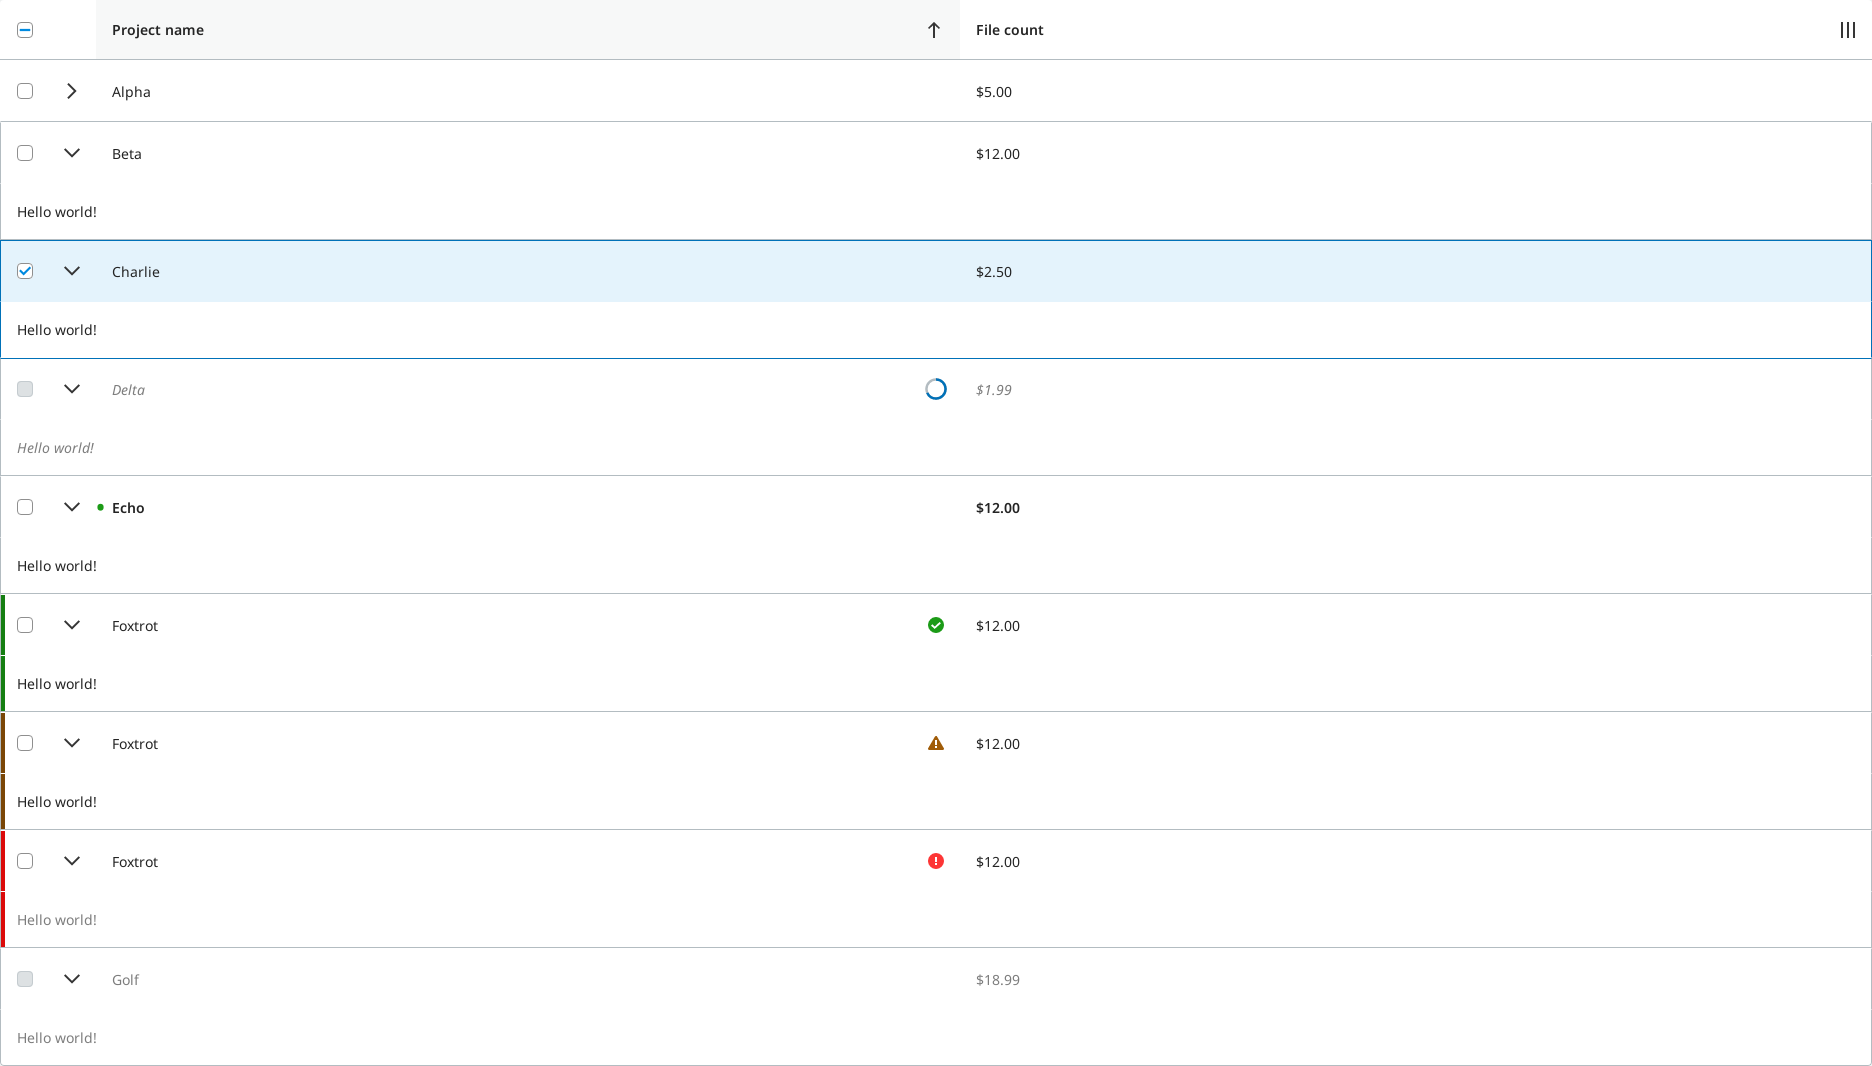 Project name File count
Alpha $5.00
Beta $12.00
Hello world!
Charlie $2.50
Hello world!
Delta $1.99
Hello world!
Echo $12.00
Hello world!
Foxtrot $12.00
Hello world!
Foxtrot $12.00
Hello world!
Foxtrot $12.00
Hello world!
Golf $18.99
Hello world!